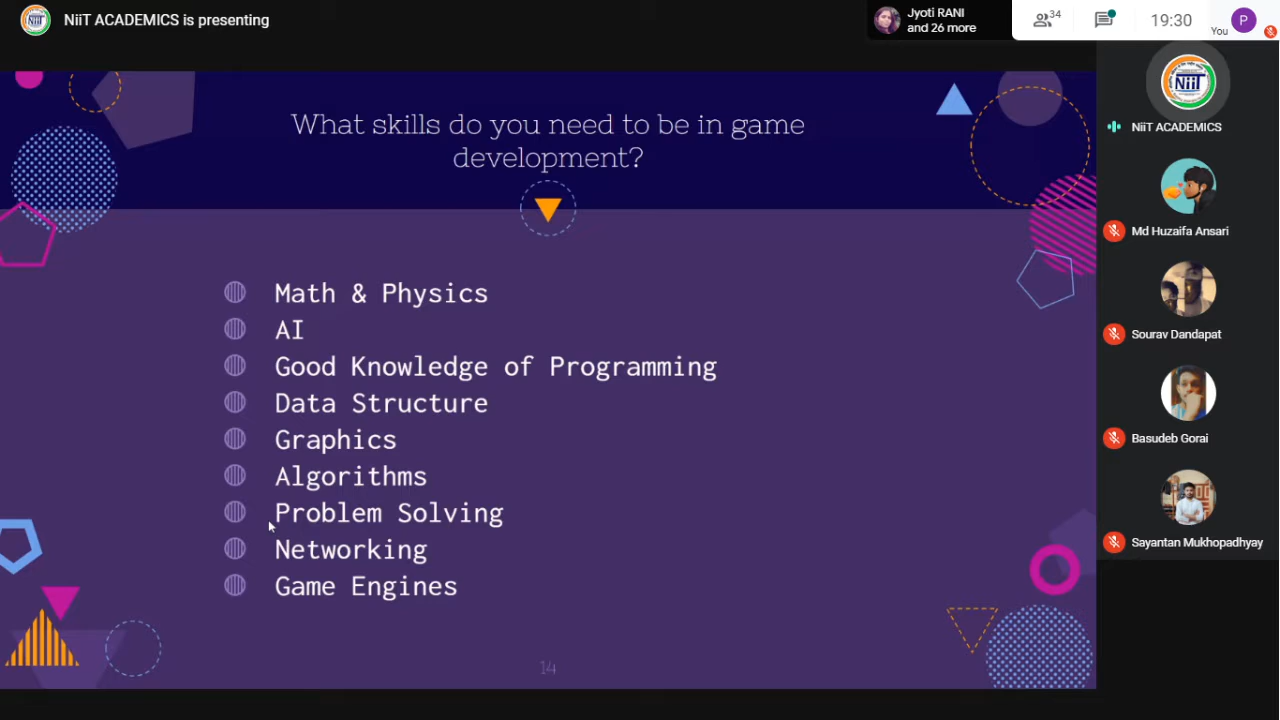 NiiT ACADEMICS is presenting
Jyoti RANI
and 26 more
34
19:30
You
P
What skills do you need to be in game
development?
Math & Physics
AI
Good Knowledge of Programming
Data Structure
Graphics
Algorithms
Problem Solving
Networking
Game Engines
14
NiiT
NiiT ACADEMICS
Md Huzaifa Ansari
Sourav Dandapat
Basudeb Gorai
Sayantan Mukhopadhyay